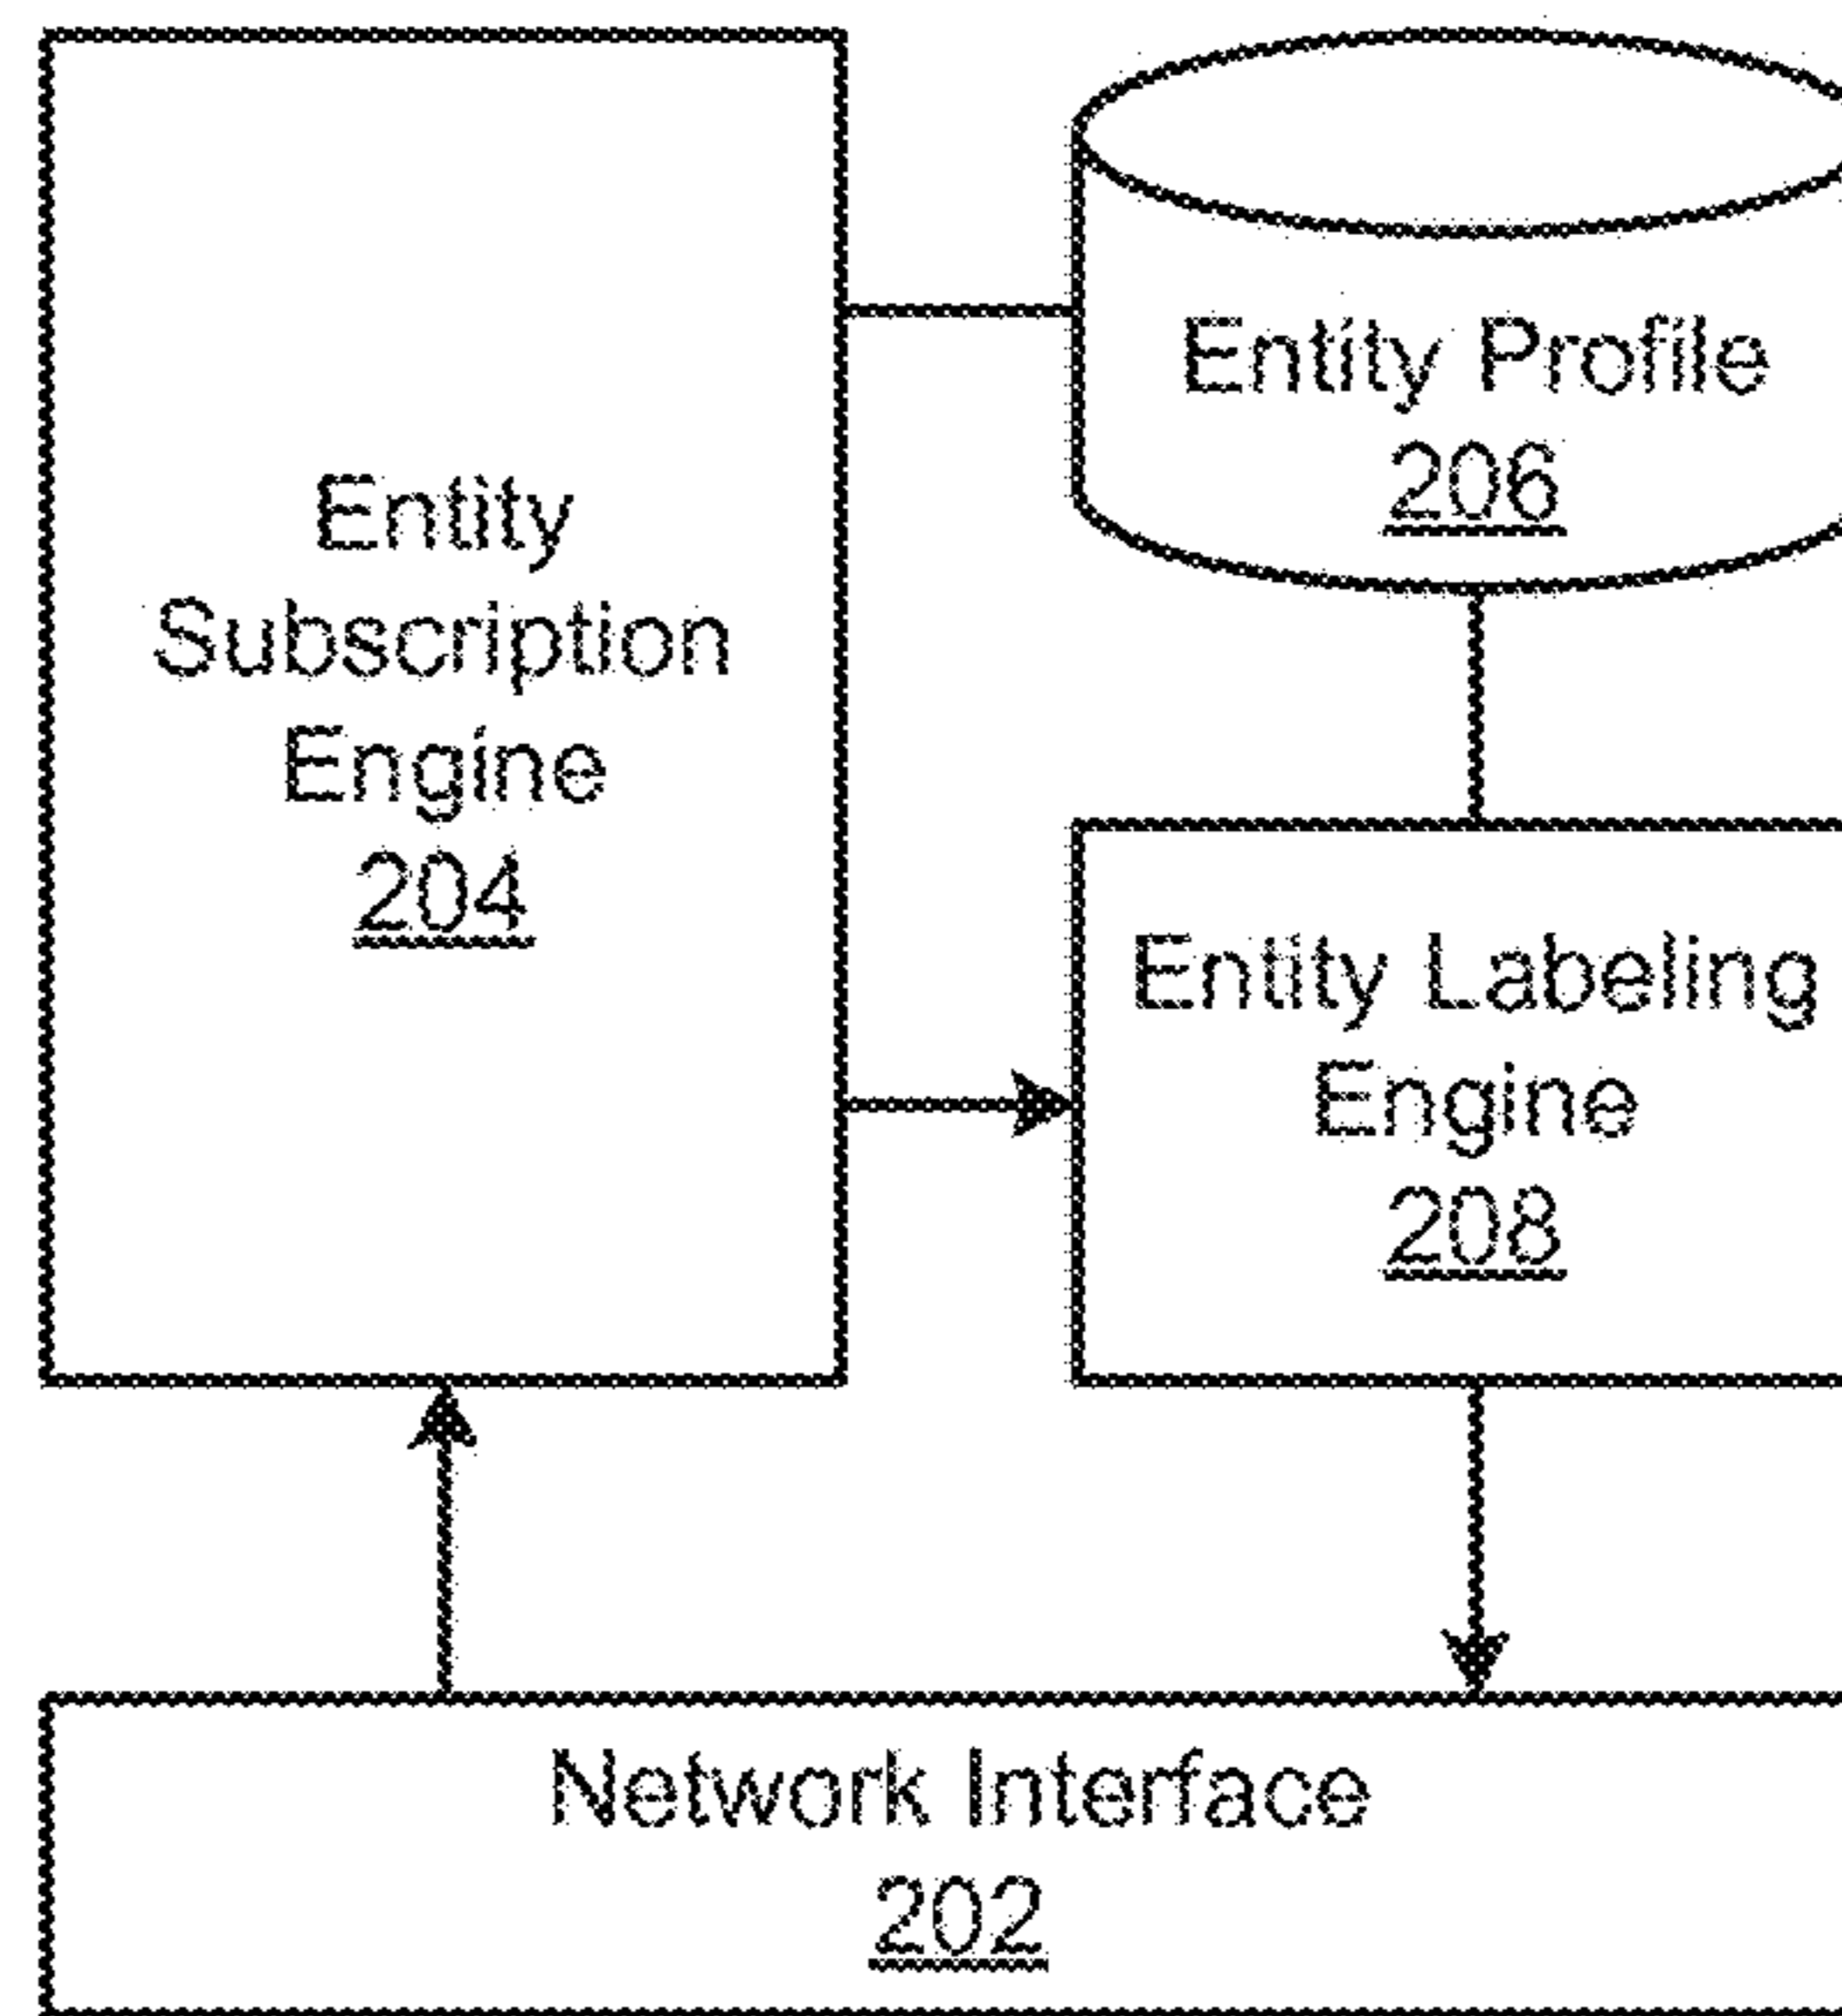 Entity
Subscription
Engine
204
Entity Profile
206
Entity Labeling
Engine
208
Network Interface
202